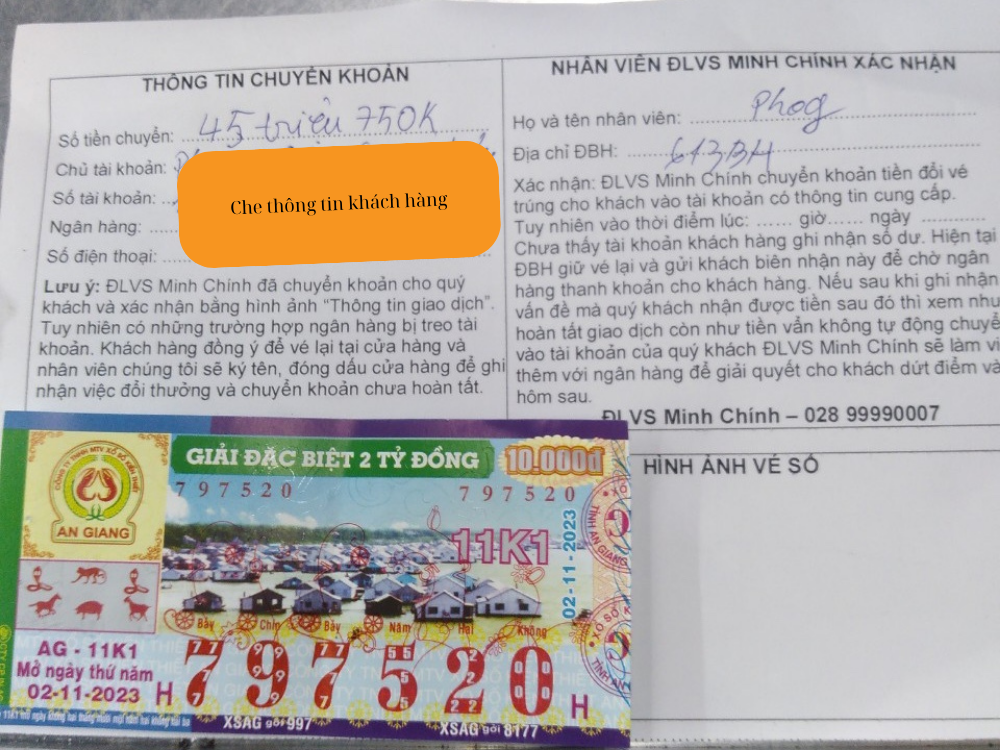 THÔNG TIN CHUYỂN KHOẢN
Số tiền chuyển: 45 triệu 750K
Chủ tài khoản:
Số tài khoản:
Ngân hàng:
Số điện thoại:
Che thông tin khách hàng
Lưu ý: ĐLVS Minh Chính đã chuyển khoản cho quý
khách và xác nhận bằng hình ảnh “Thông tin giao dịch”.
Tuy nhiên có những trường hợp ngân hàng bị treo tài
khoản. Khách hàng đồng ý để vé lại tại cửa hàng và
nhân viên chúng tôi sẽ ký tên, đóng dấu cửa hàng để ghi
nhận việc đổi thưởng và chuyển khoản chưa hoàn tất.
NHÂN VIÊN ĐLVS MINH CHÍNH XÁC NHẬN
Họ và tên nhân viên: Phog
Địa chỉ ĐBH: 613BH
Xác nhận: ĐLVS Minh Chính chuyển khoản tiền đổi vé
trúng cho khách vào tài khoản có thông tin cung cấp.
Tuy nhiên vào thời điểm lúc: ...... giờ...... ngày ............
Chưa thấy tài khoản khách hàng ghi nhận số dư. Hiện tại
ĐBH giữ vé lại và gửi khách biên nhận này để chờ ngân
hàng thanh khoản cho khách hàng. Nếu sau khi ghi nhận
vấn đề mà quý khách nhận được tiền sau đó thì xem như
hoàn tất giao dịch còn như tiền vẫn không tự động chuyể
vào tài khoản của quý khách ĐLVS Minh Chính sẽ làm vi
thêm với ngân hàng để giải quyết cho khách dứt điểm và
hôm sau.
ĐLVS Minh Chính – 028 99990007
HÌNH ẢNH VÉ SỐ
CÔNG TY TNHH MTV XỔ SỐ KIẾN THIẾT
AN GIANG
GIẢI ĐẶC BIỆT 2 TỶ ĐỒNG
10.000đ
797520
797520
11K1
02-11-2023
TỈNH AN GIANG
Bảy Chín Bảy Năm Hai Không
AG - 11K1
Mở ngày thứ năm
02-11-2023
H 797520 H
XSAG gởi 997
XSAG gởi 8177